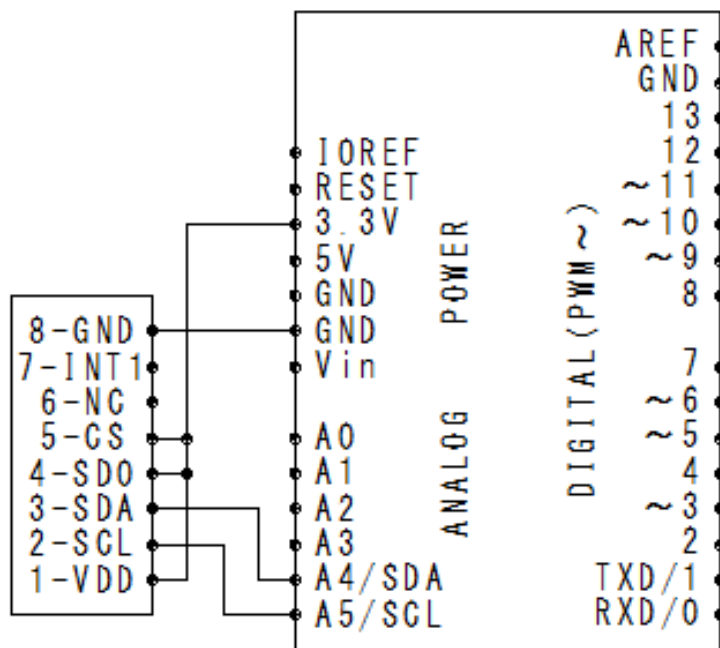 8-GND
7-INT1
6-NC
5-CS
4-SDO
3-SDA
2-SCL
1-VDD
IOREF
RESET
3.3V
5V
GND
GND
Vin
A0
A1
A2
A3
A4/SDA
A5/SCL
POWER
ANALOG
DIGITAL(PWM~)
AREF
GND
13
12
~11
~10
~9
8
7
~6
~5
4
~3
2
TXD/1
RXD/0